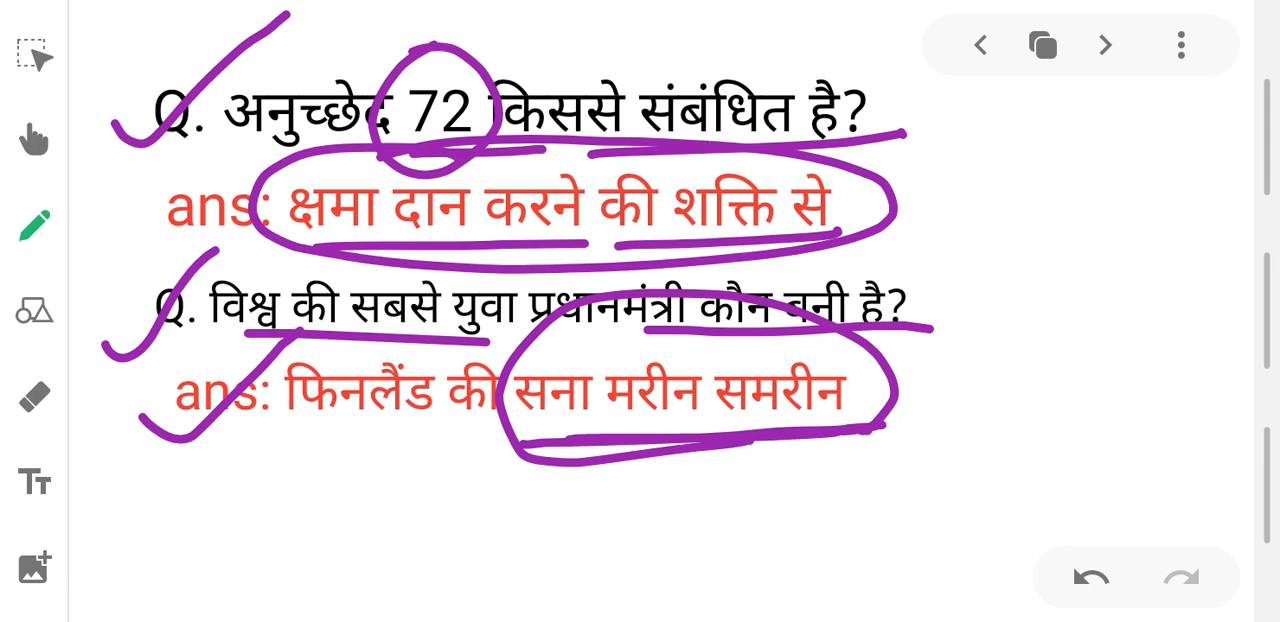 Q. अनुच्छेद 72 किससे संबंधित है?
ans: क्षमा दान करने की शक्ति से
Q. विश्व की सबसे युवा प्रधानमंत्री कौन बनी है?
ans: फिनलैंड की सना मरीन समरीन